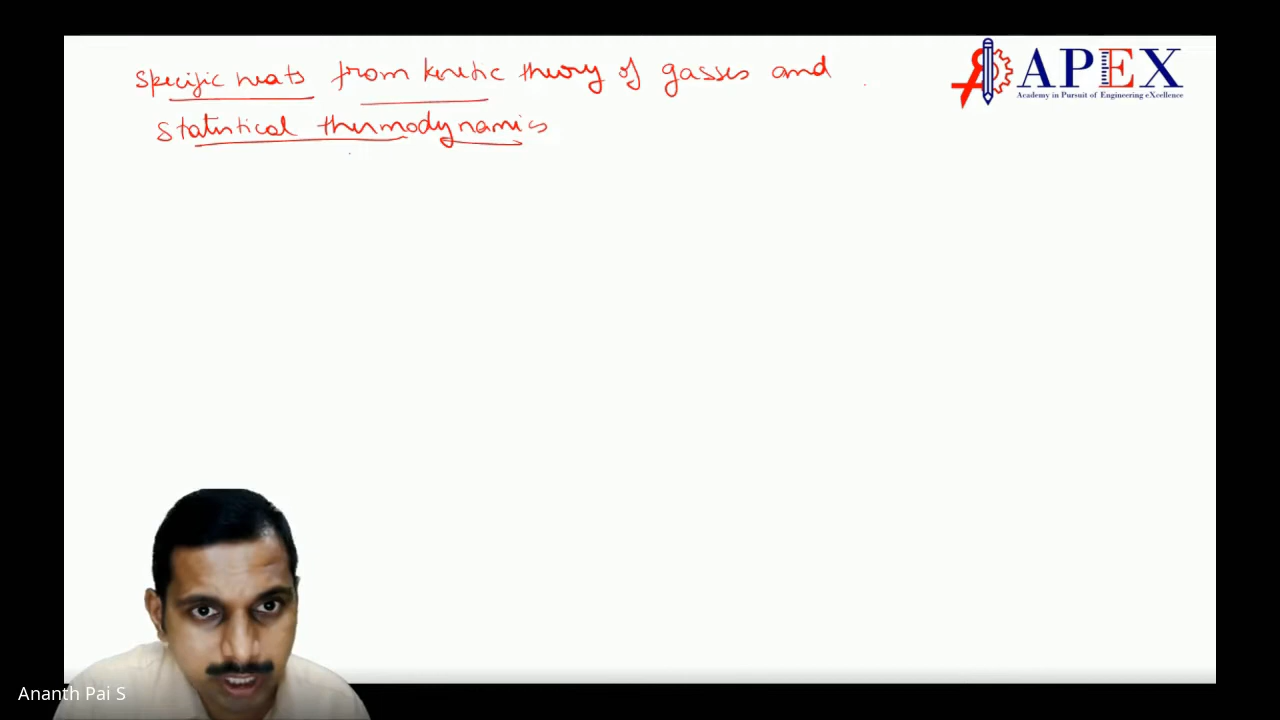 specific heats from kinetic theory of gasses and
statistical thermodynamics
APEX
Academy in Pursuit of Engineering eXcellence
Ananth Pai S